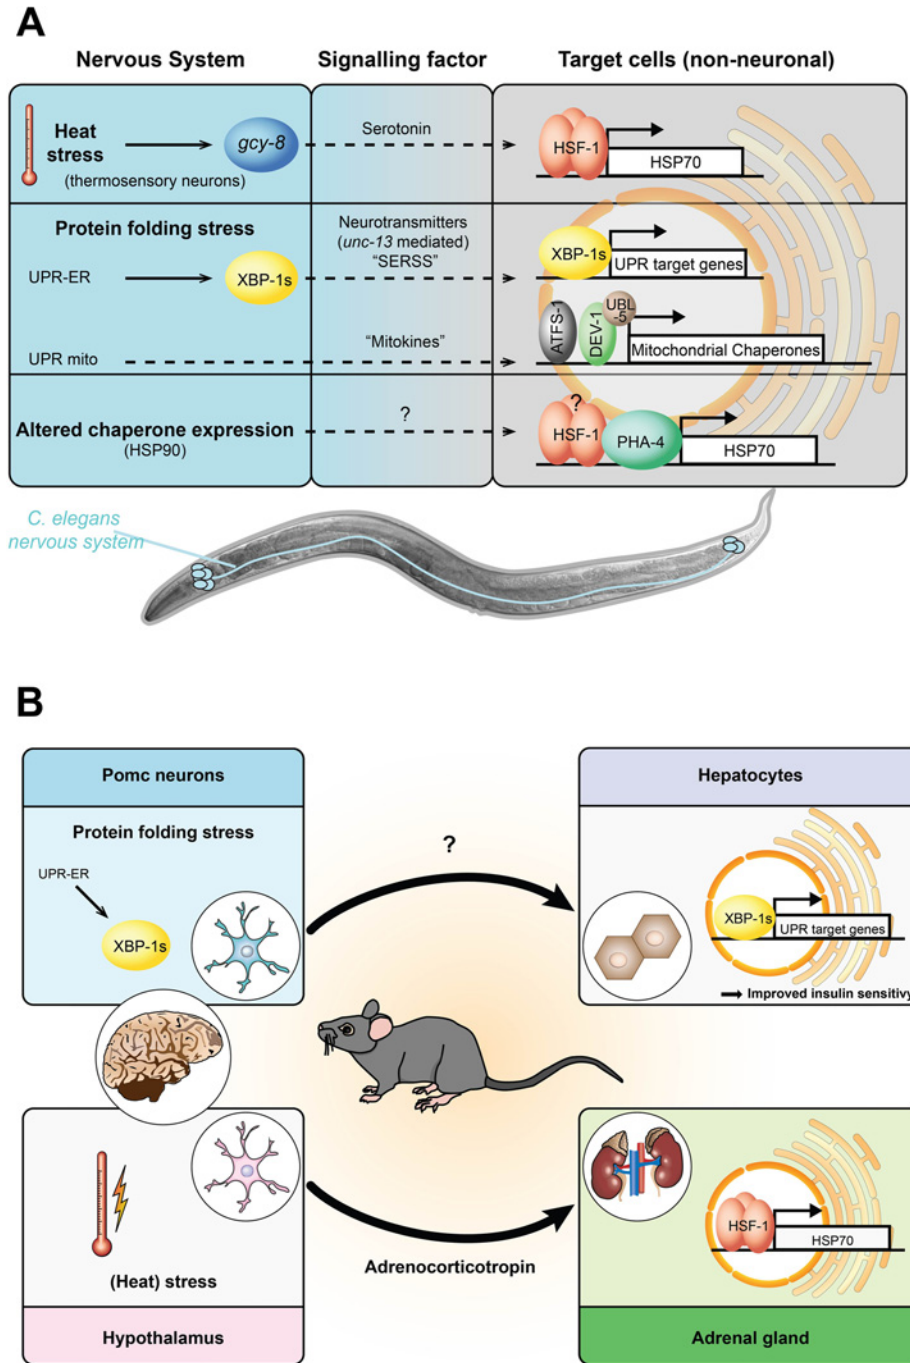 A
Nervous System
Signalling factor
Target cells (non-neuronal)
Heat
stress
(thermosensory neurons)
gcy-8
Serotonin
HSF-1
HSP70
Protein folding stress
UPR-ER
XBP-1s
Neurotransmitters
(unc-13 mediated)
“SERSS”
XBP-1s
UPR target genes
UPR mito
“Mitokines”
ATFS-1
DEV-1
UBL
-5
Mitochondrial Chaperones
Altered chaperone expression
(HSP90)
?
?
HSF-1
PHA-4
HSP70
C. elegans
nervous system
B
Pomc neurons
Protein folding stress
UPR-ER
XBP-1s
?
Hepatocytes
XBP-1s
UPR target genes
Improved insulin sensitivy
(Heat) stress
Hypothalamus
Adrenocorticotropin
HSF-1
HSP70
Adrenal gland